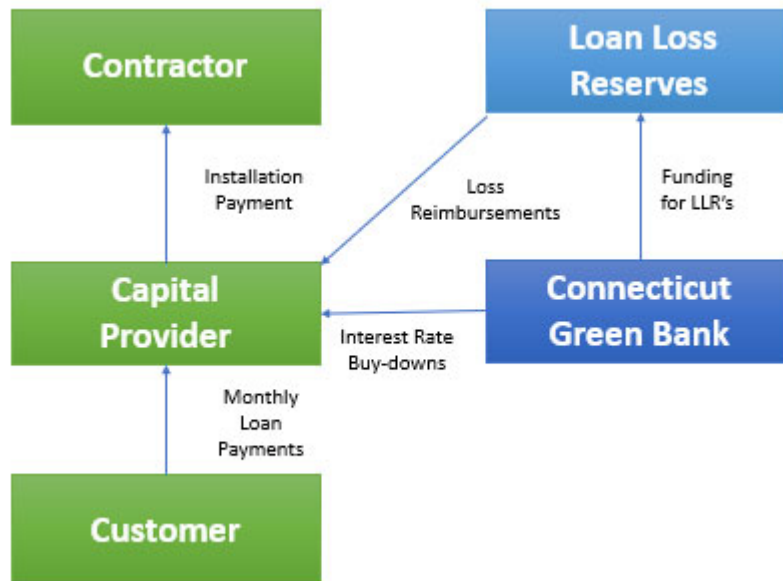 Contractor
Loan Loss
Reserves
Installation
Payment
Loss
Reimbursements
Funding
for LLR's
Capital
Provider
Connecticut
Green Bank
Interest Rate
Buy-downs
Monthly
Loan
Payments
Customer